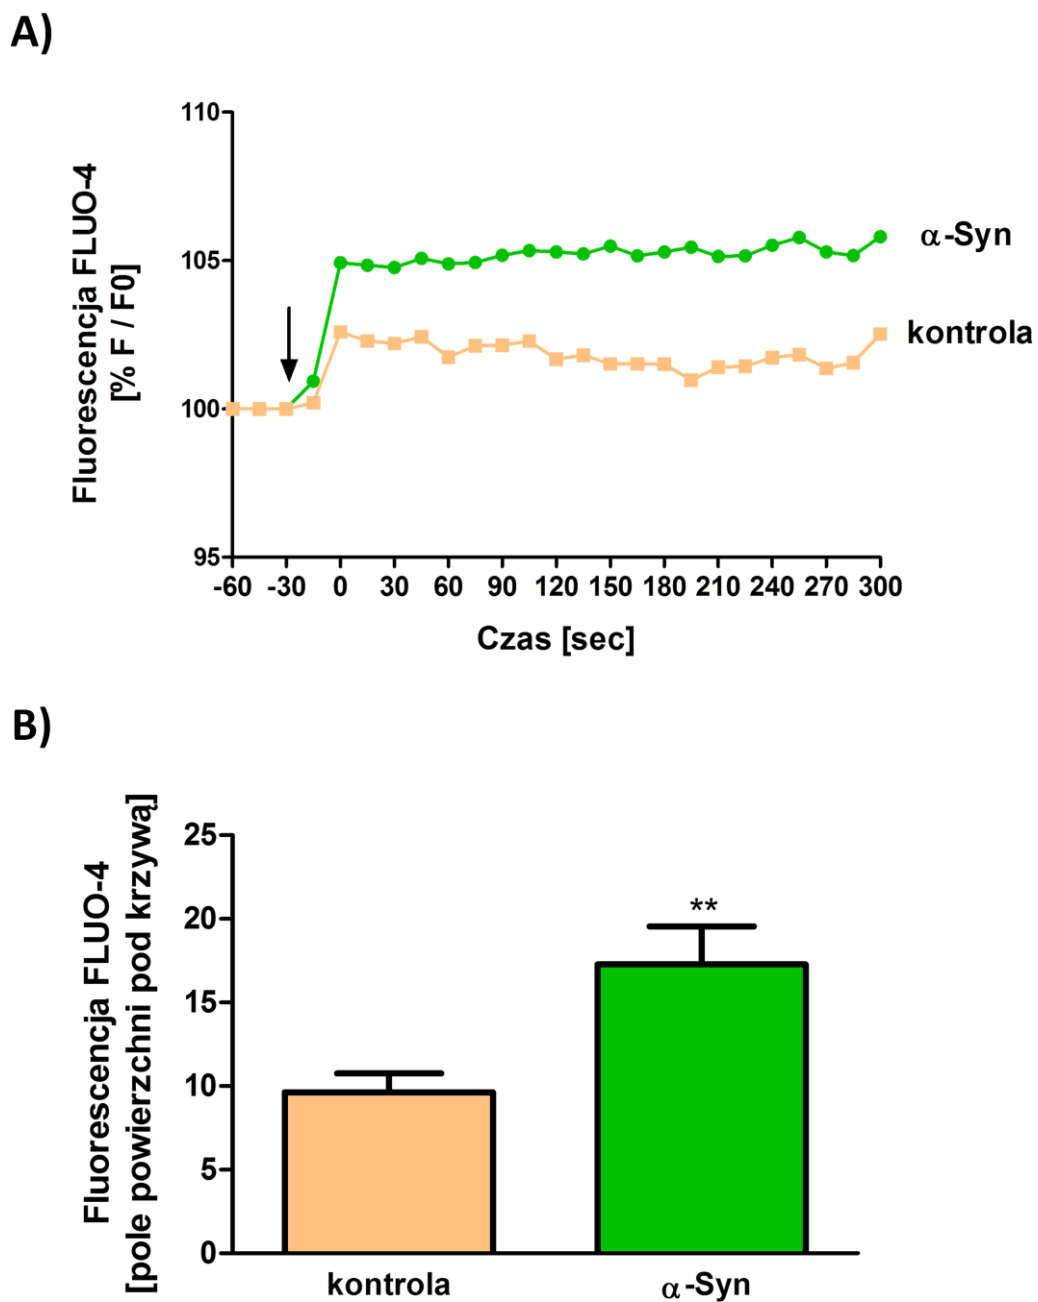 A)
Fluorescencja FLUO-4
[% F / F0]
110
105
100
95
α-Syn
kontrola
-60 -30 0 30 60 90 120 150 180 210 240 270 300
Czas [sec]
B)
Fluorescencja FLUO-4
[pole powierzchni pod krzywą]
25
20
15
10
5
0
**
kontrola α-Syn